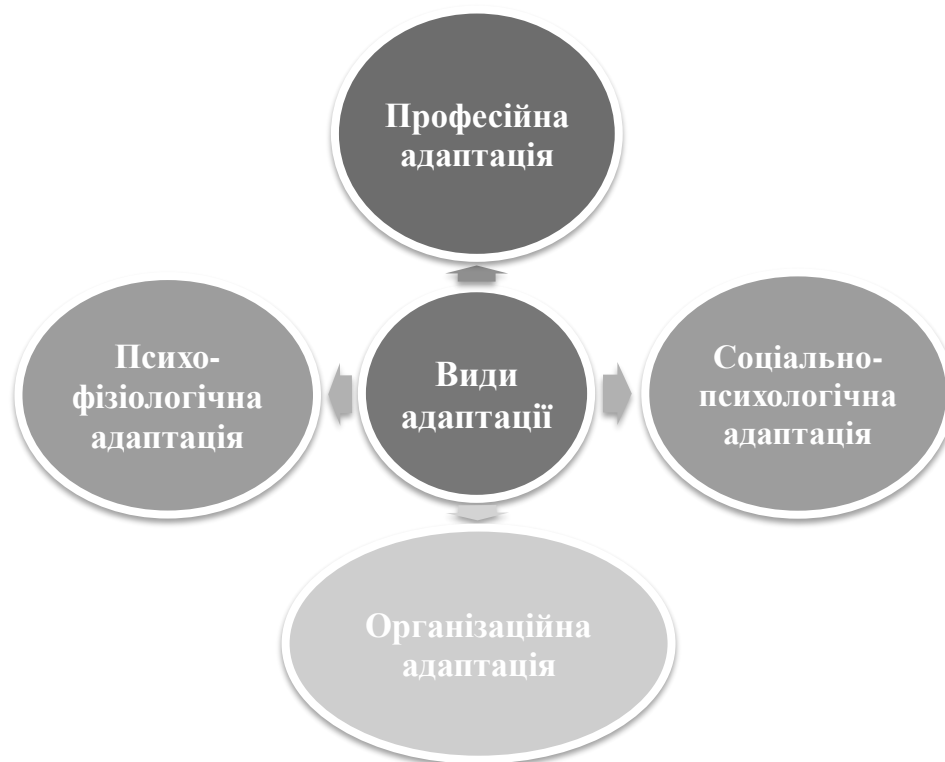 Професійна
адаптація
Психо-
фізіологічна
адаптація
Види
адаптації
Соціально-
психологічна
адаптація
Організаційна
адаптація